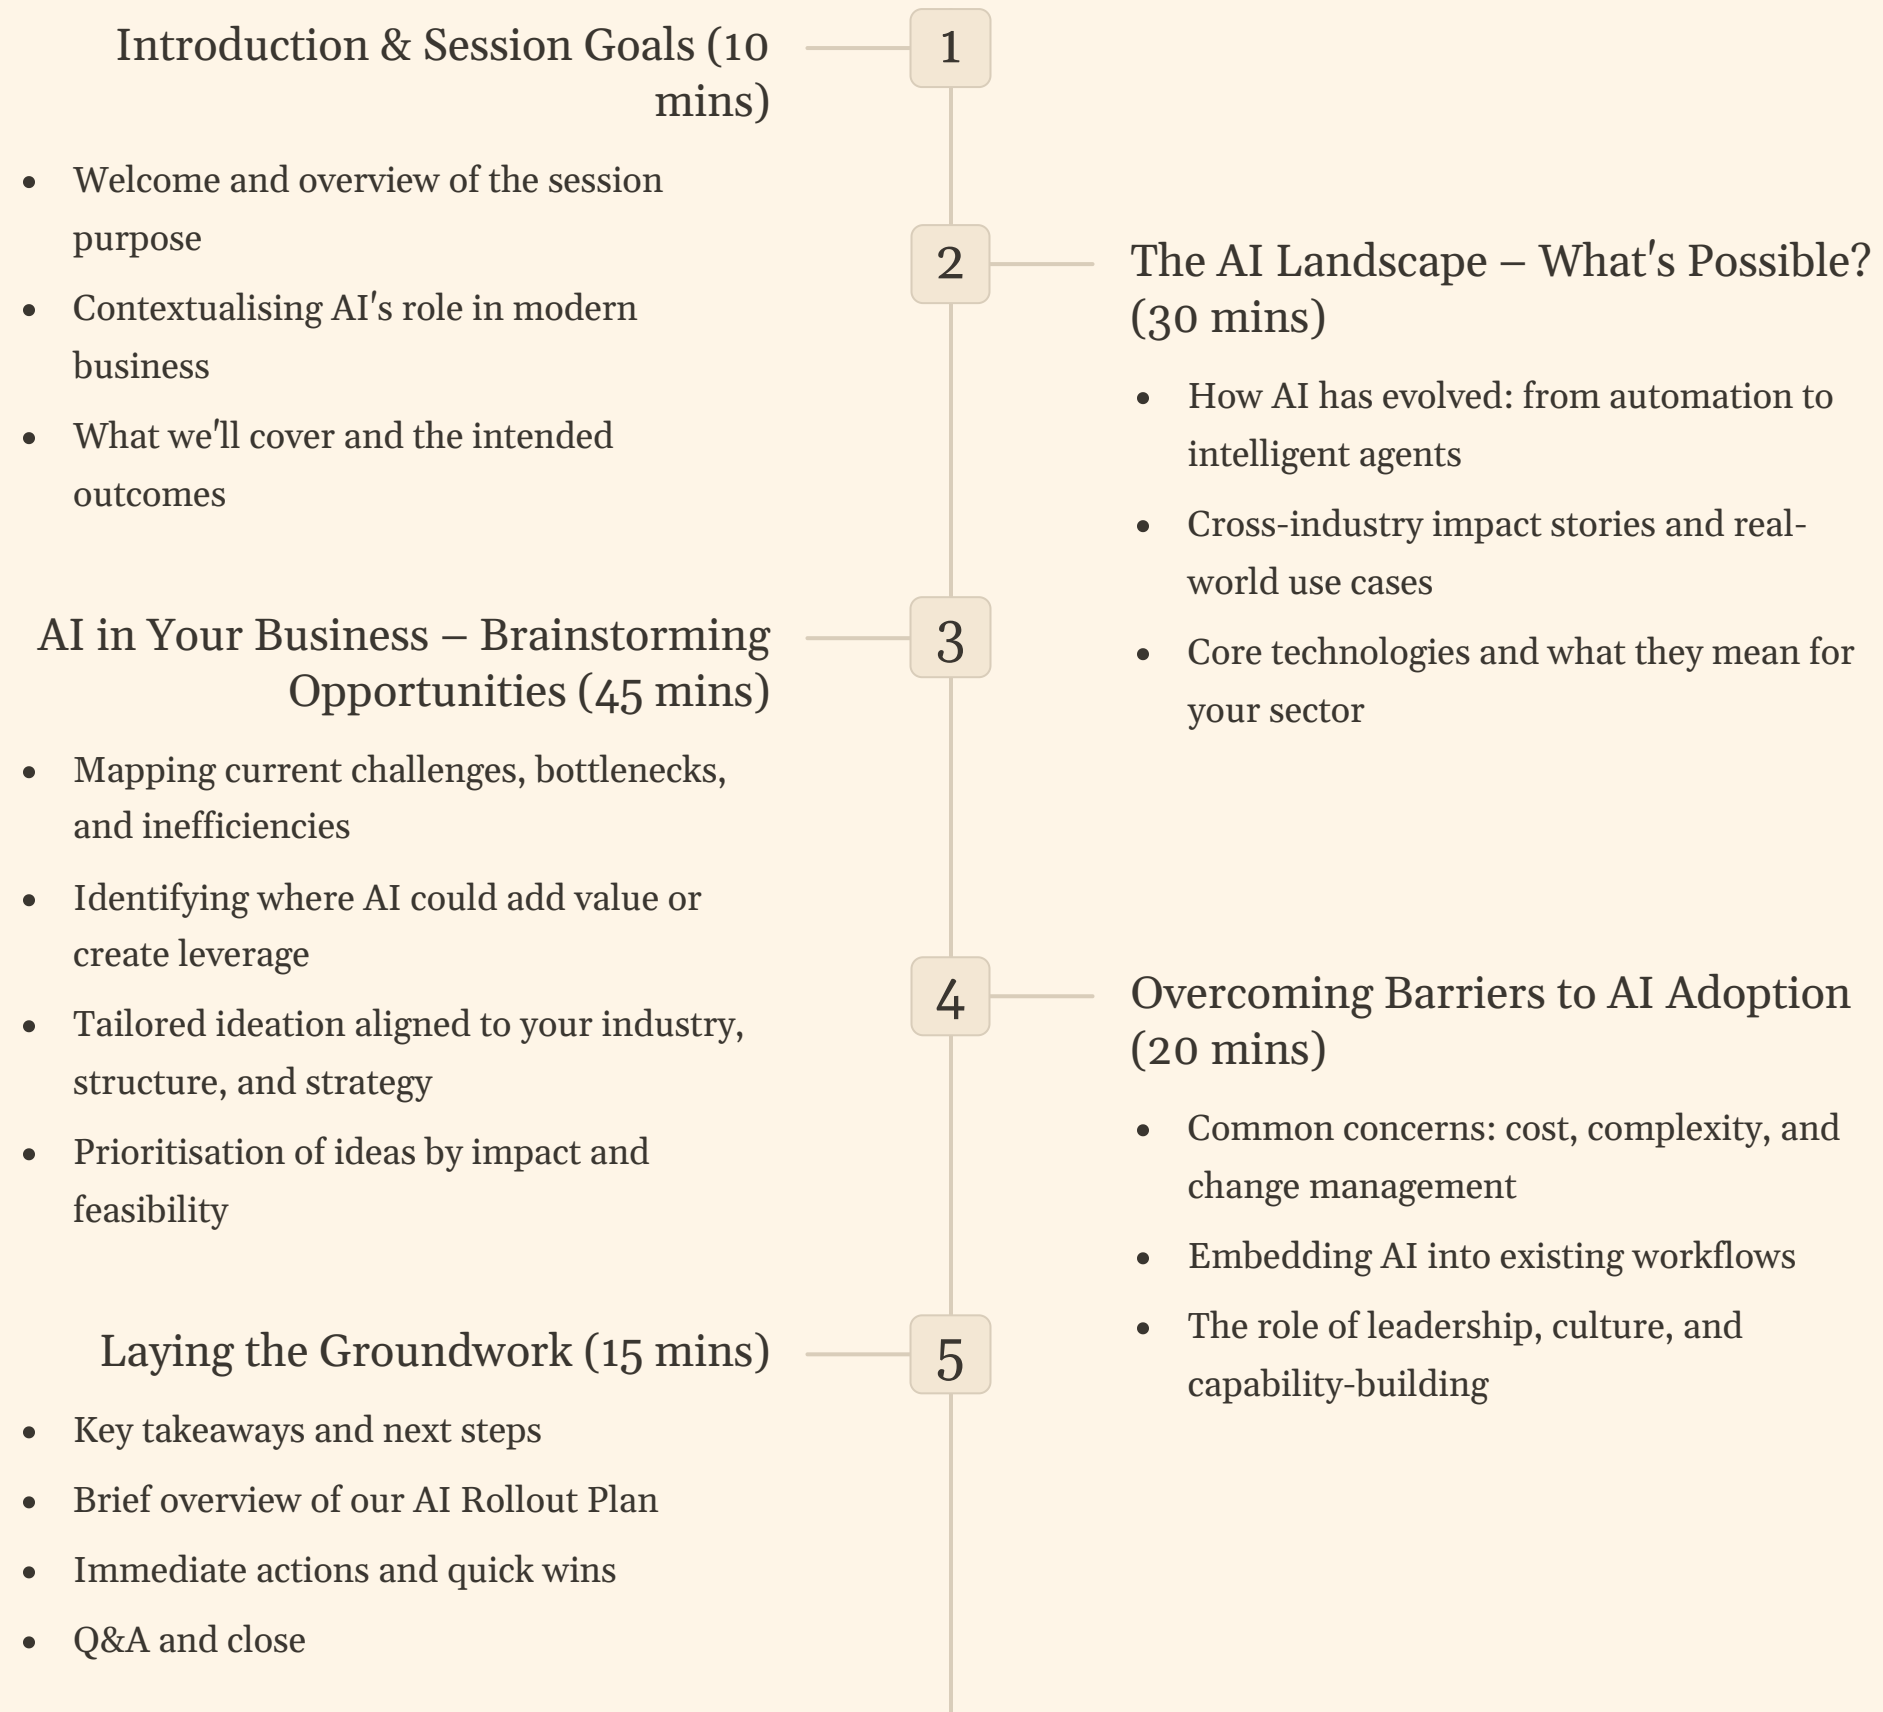 1
Introduction & Session Goals (10
mins)
• Welcome and overview of the session
purpose
• Contextualising AI's role in modern
business
• What we'll cover and the intended
outcomes
2
The AI Landscape – What's Possible?
(30 mins)
• How AI has evolved: from automation to
intelligent agents
• Cross-industry impact stories and real-
world use cases
• Core technologies and what they mean for
your sector
3
AI in Your Business – Brainstorming
Opportunities (45 mins)
• Mapping current challenges, bottlenecks,
and inefficiencies
• Identifying where AI could add value or
create leverage
• Tailored ideation aligned to your industry,
structure, and strategy
• Prioritisation of ideas by impact and
feasibility
4
Overcoming Barriers to AI Adoption
(20 mins)
• Common concerns: cost, complexity, and
change management
• Embedding AI into existing workflows
• The role of leadership, culture, and
capability-building
5
Laying the Groundwork (15 mins)
• Key takeaways and next steps
• Brief overview of our AI Rollout Plan
• Immediate actions and quick wins
• Q&A and close